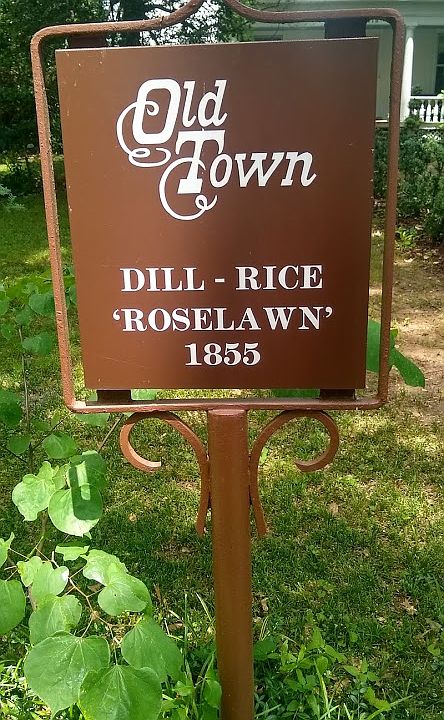 Old
Town
DILL - RICE
‘ROSELAWN’
1855